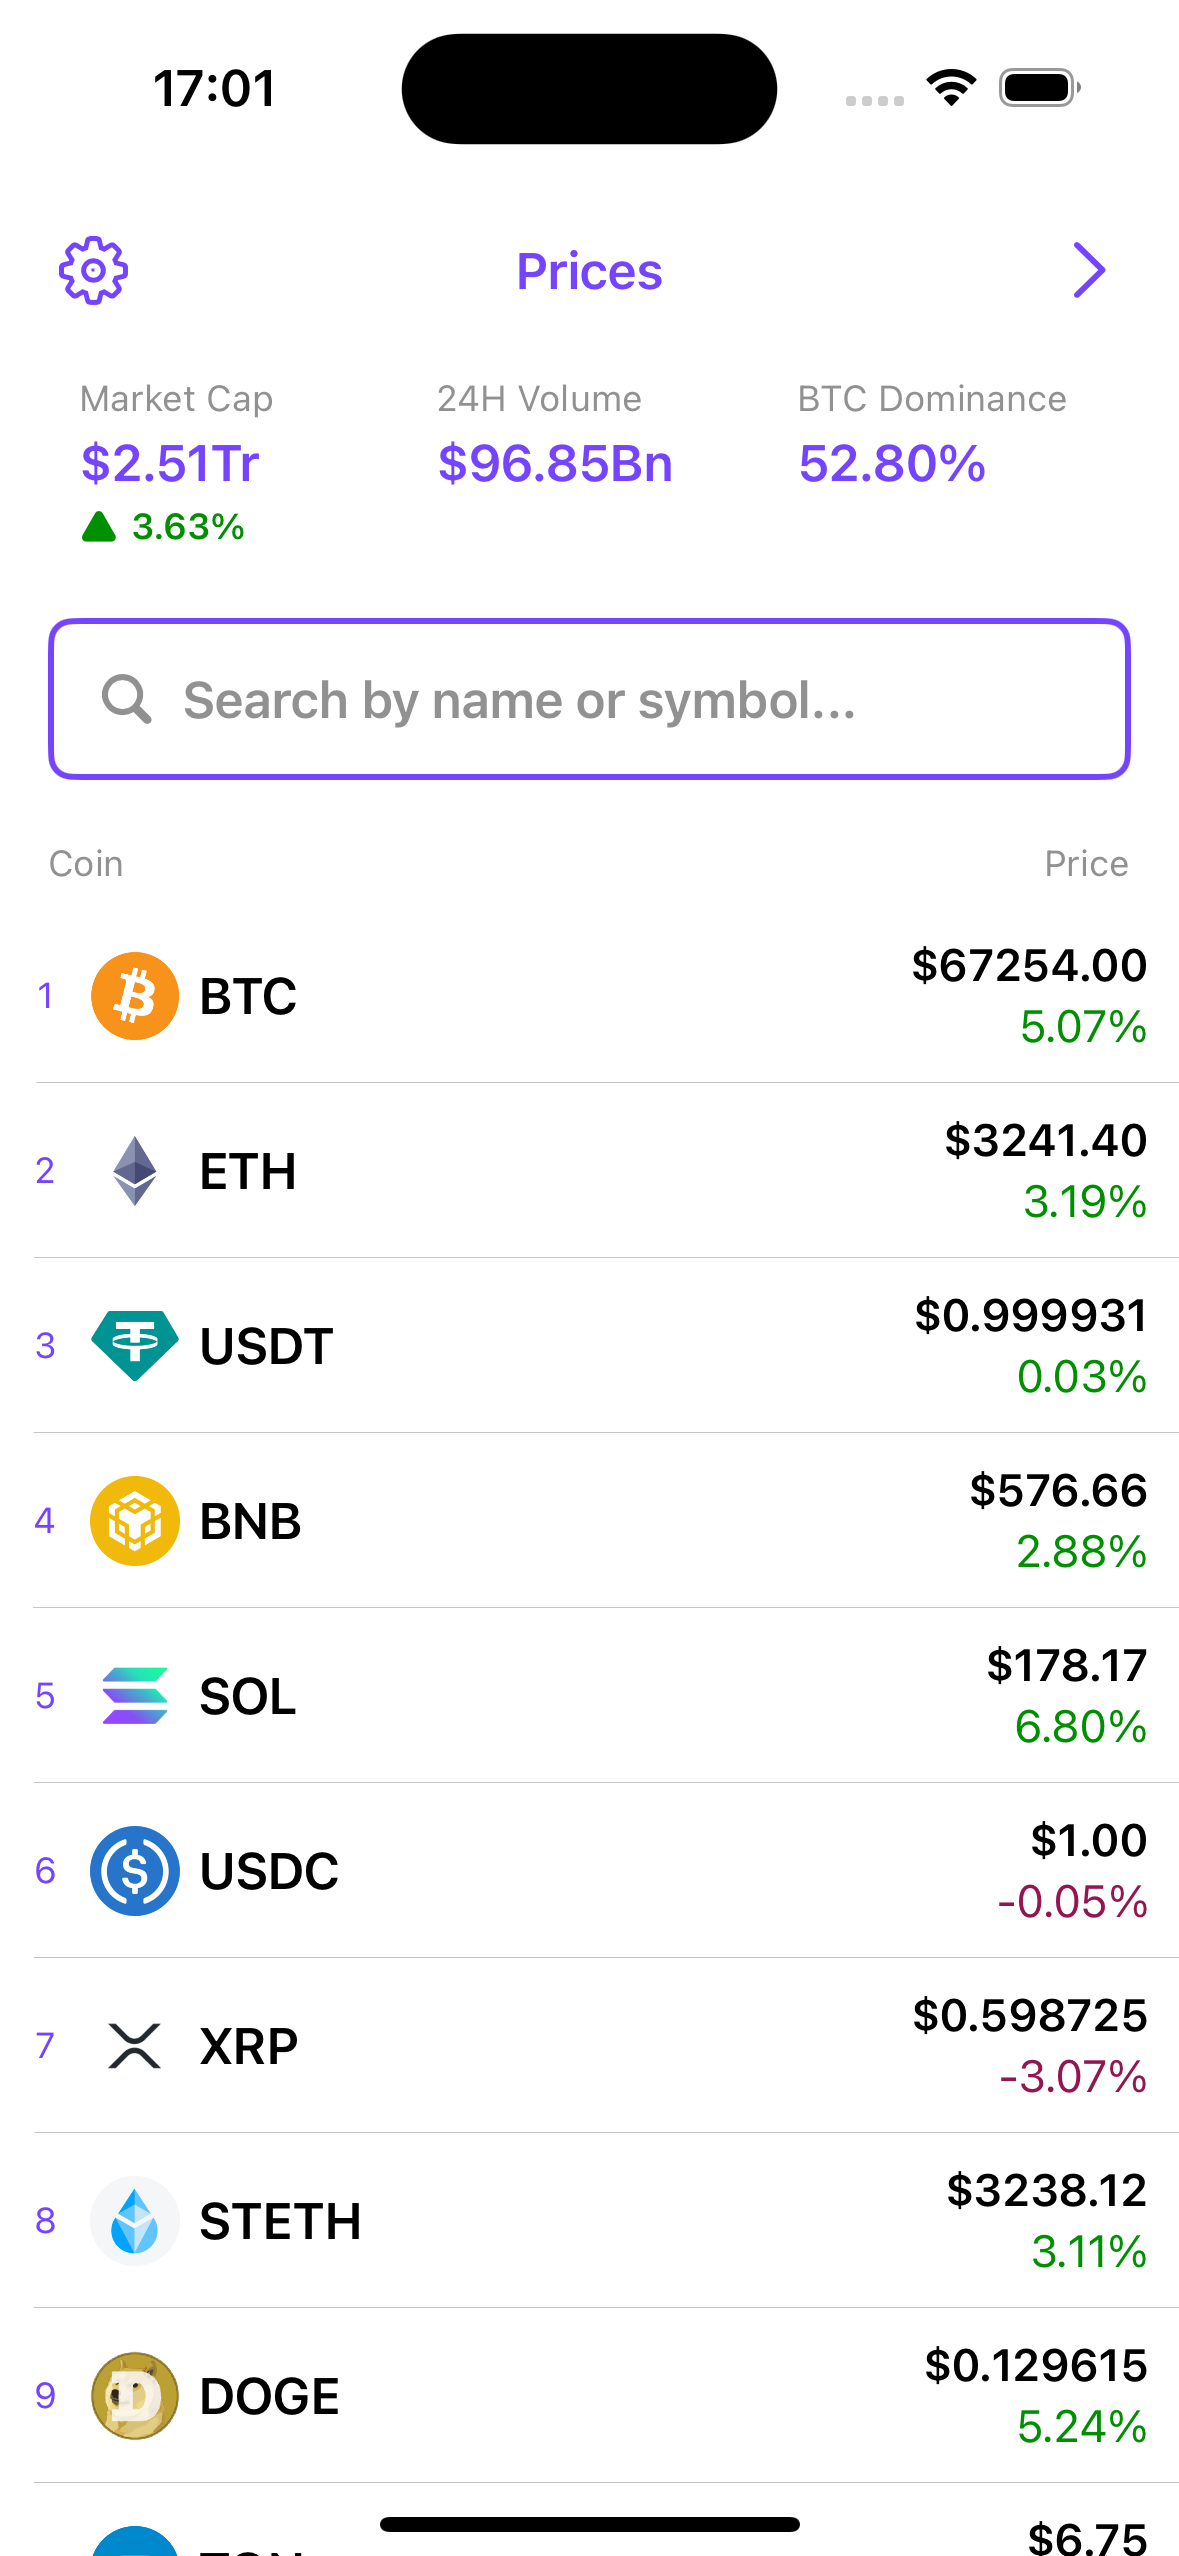 17:01
Prices
Market Cap 24H Volume BTC Dominance
$2.51Tr $96.85Bn 52.80%
3.63%
Search by name or symbol...
Coin Price
$67254.00
1 BTC
5.07%
$3241.40
2 ETH
3.19%
$0.999931
3 USDT
0.03%
$576.66
4 BNB
2.88%
$178.17
5 SOL
6.80%
$1.00
6 USDC
-0.05%
$0.598725
7 XRP
-3.07%
$3238.12
8 STETH
3.11%
$0.129615
9 DOGE
5.24%
$6.75